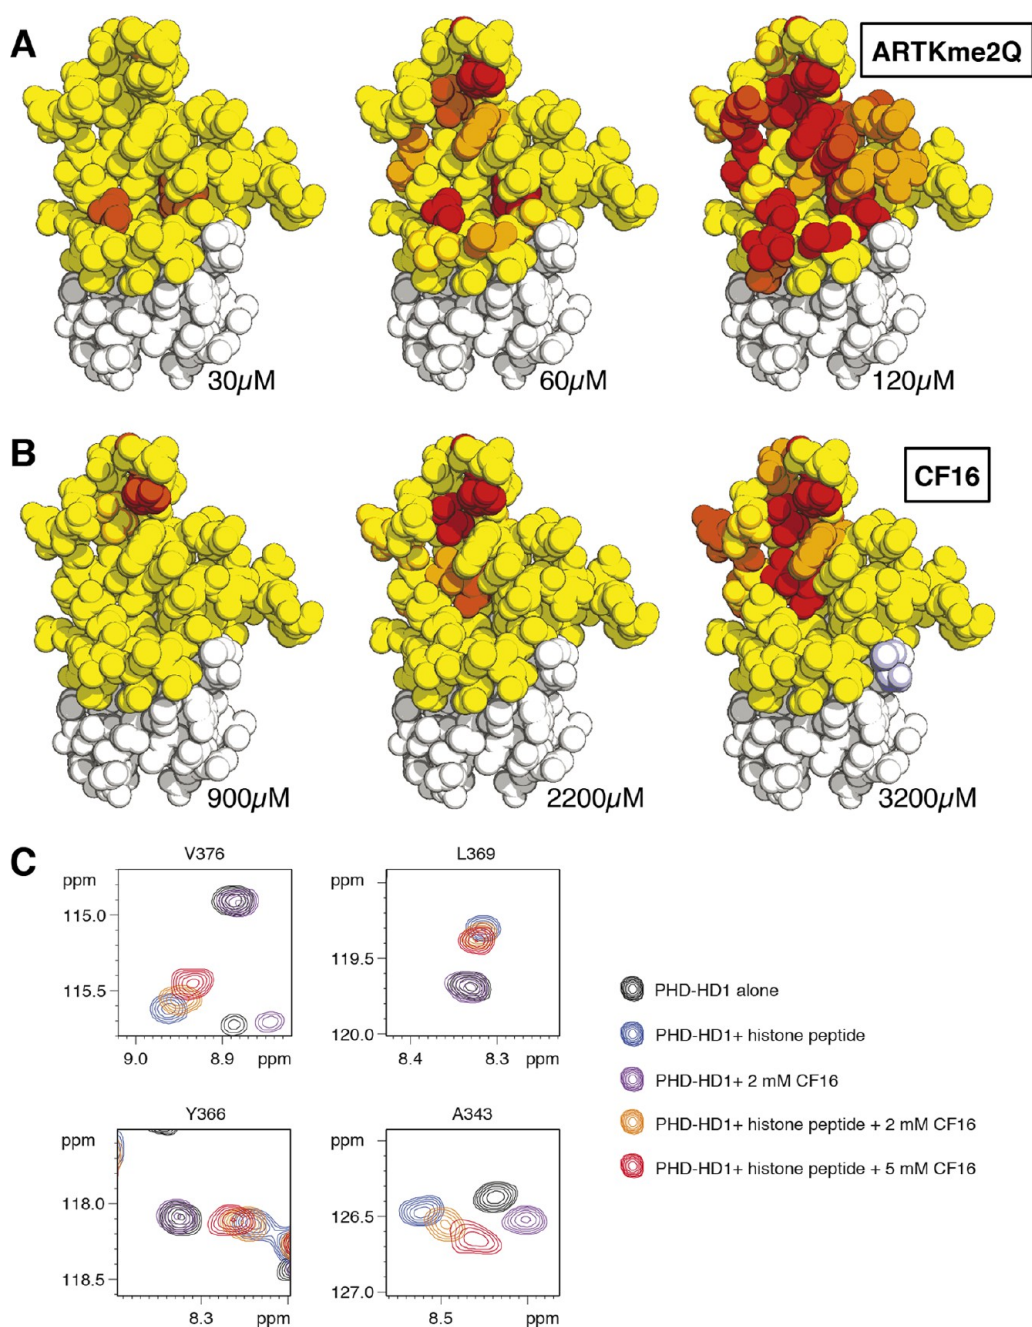 A
ARTKme2Q
30µM
60µM
120µM
B
CF16
900µM
2200µM
3200µM
C
V376
L369
ppm
ppm
115.0
119.5
115.5
120.0
9.0
8.9
ppm
8.4
8.3
ppm
Y366
A343
ppm
ppm
118.0
126.5
118.5
127.0
8.3
ppm
8.5
ppm
PHD-HD1 alone
PHD-HD1+ histone peptide
PHD-HD1+ 2 mM CF16
PHD-HD1+ histone peptide + 2 mM CF16
PHD-HD1+ histone peptide + 5 mM CF16